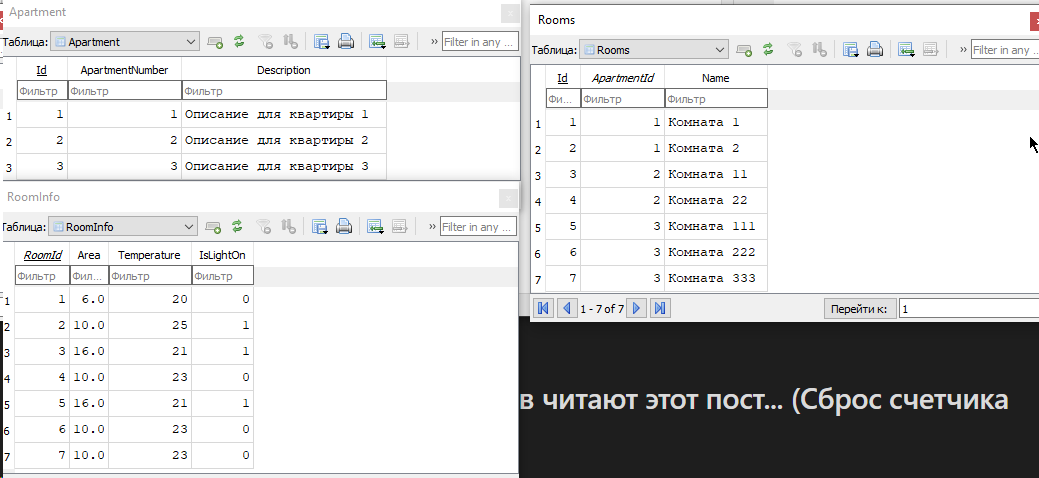 Apartment
Таблица: Apartment Filter in any ...
Id ApartmentNumber Description
Фильтр Фильтр Фильтр
1 1 1 Описание для квартиры 1
2 2 2 Описание для квартиры 2
3 3 3 Описание для квартиры 3
RoomInfo
Таблица: RoomInfo Filter in any ...
RoomId Area Temperature IsLightOn
Фильтр Фил... Фильтр Фильтр
1 1 6.0 20 0
2 2 10.0 25 1
3 3 16.0 21 1
4 4 10.0 23 0
5 5 16.0 21 1
6 6 10.0 23 0
7 7 10.0 23 0
Rooms
Таблица: Rooms Filter in any
Id ApartmentId Name
Фи... Фильтр Фильтр
1 1 1 Комната 1
2 2 1 Комната 2
3 3 2 Комната 11
4 4 2 Комната 22
5 5 3 Комната 111
6 6 3 Комната 222
7 7 3 Комната 333
1 - 7 of 7 Перейти к: 1
в читают этот пост... (Сброс счетчика